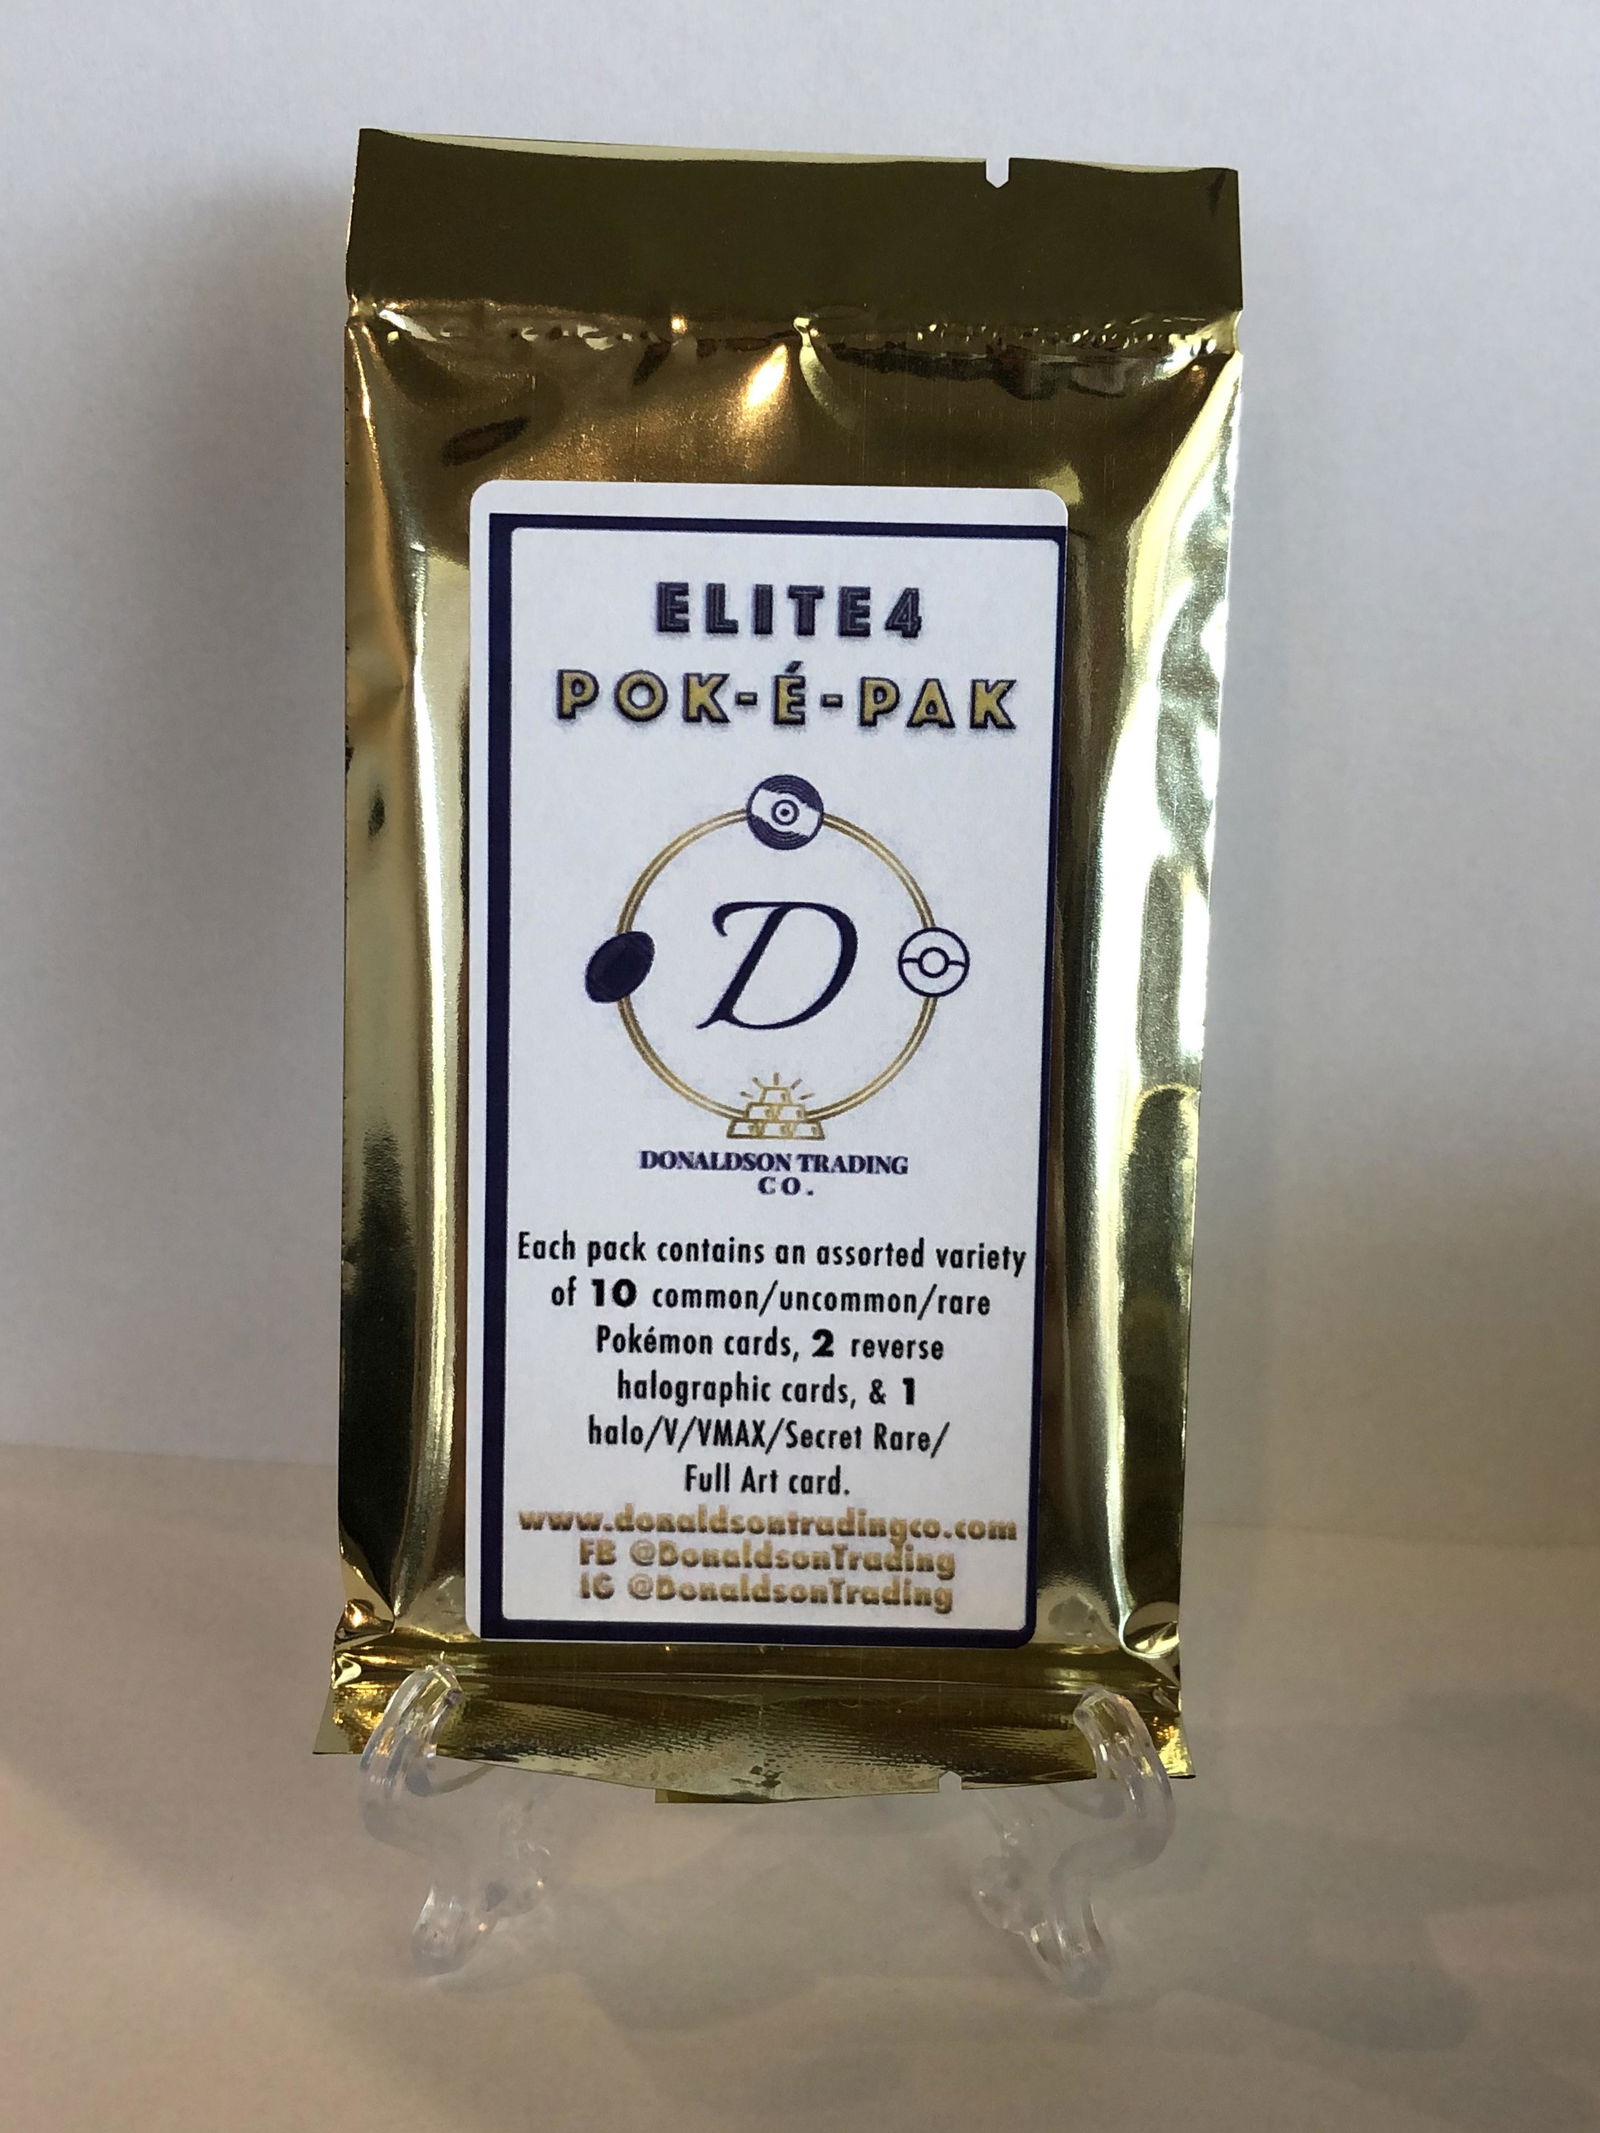 ELITE4
POK-É-PAK
D
DONALDSON TRADING
CO.
Each pack contains an assorted variety
of 10 common/uncommon/rare
Pokémon cards, 2 reverse
halographic cards, & 1
halo/V/VMAX/Secret Rare/
Full Art card.
www.donaldsontradingco.com
FB @DonaldsonTrading
IG @DonaldsonTrading